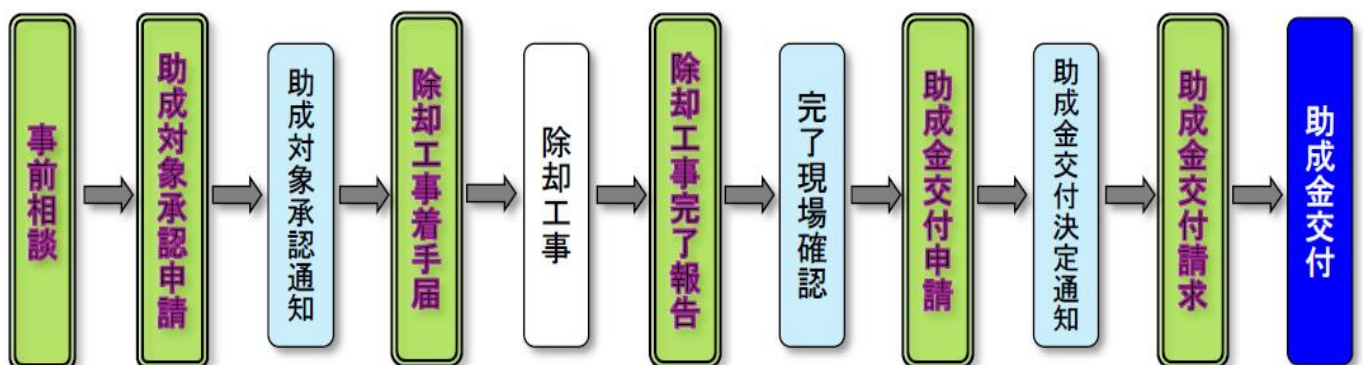 事前相談
助成対象承認申請
助成対象承認通知
除却工事着手届
除却工事
除却工事完了報告
完了現場確認
助成金交付申請
助成金交付決定通知
助成金交付請求
助成金交付